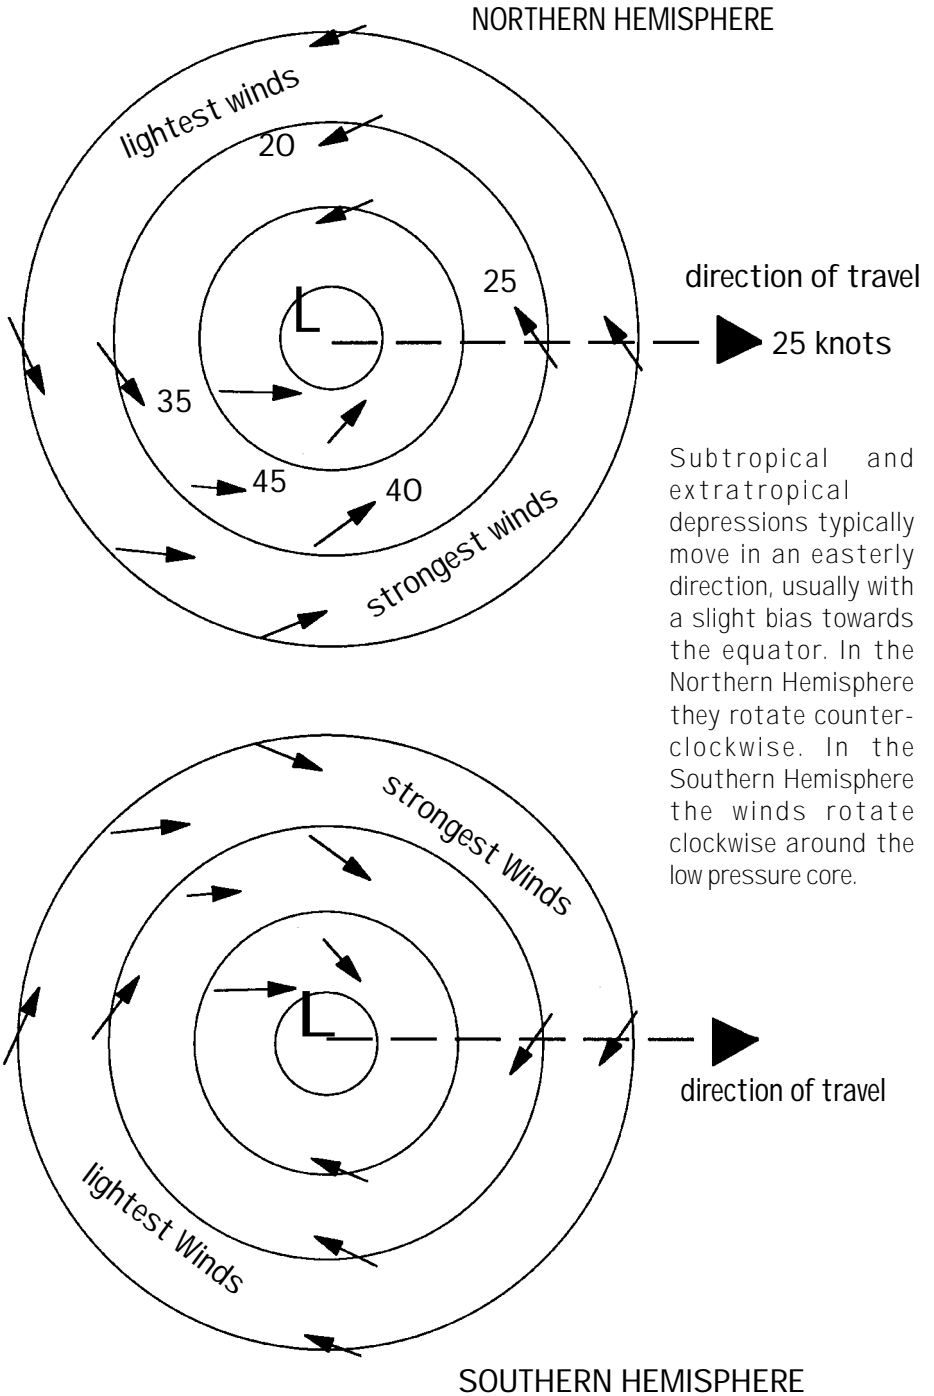 NORTHERN HEMISPHERE
lightest winds
20
25
L
direction of travel
25 knots
35
45
40
strongest winds
Subtropical and
extratropical
depressions typically
move in an easterly
direction, usually with
a slight bias towards
the equator. In the
Northern Hemisphere
they rotate counter-
clockwise. In the
Southern Hemisphere
the winds rotate
clockwise around the
low pressure core.
strongest Winds
L
direction of travel
lightest Winds
SOUTHERN HEMISPHERE